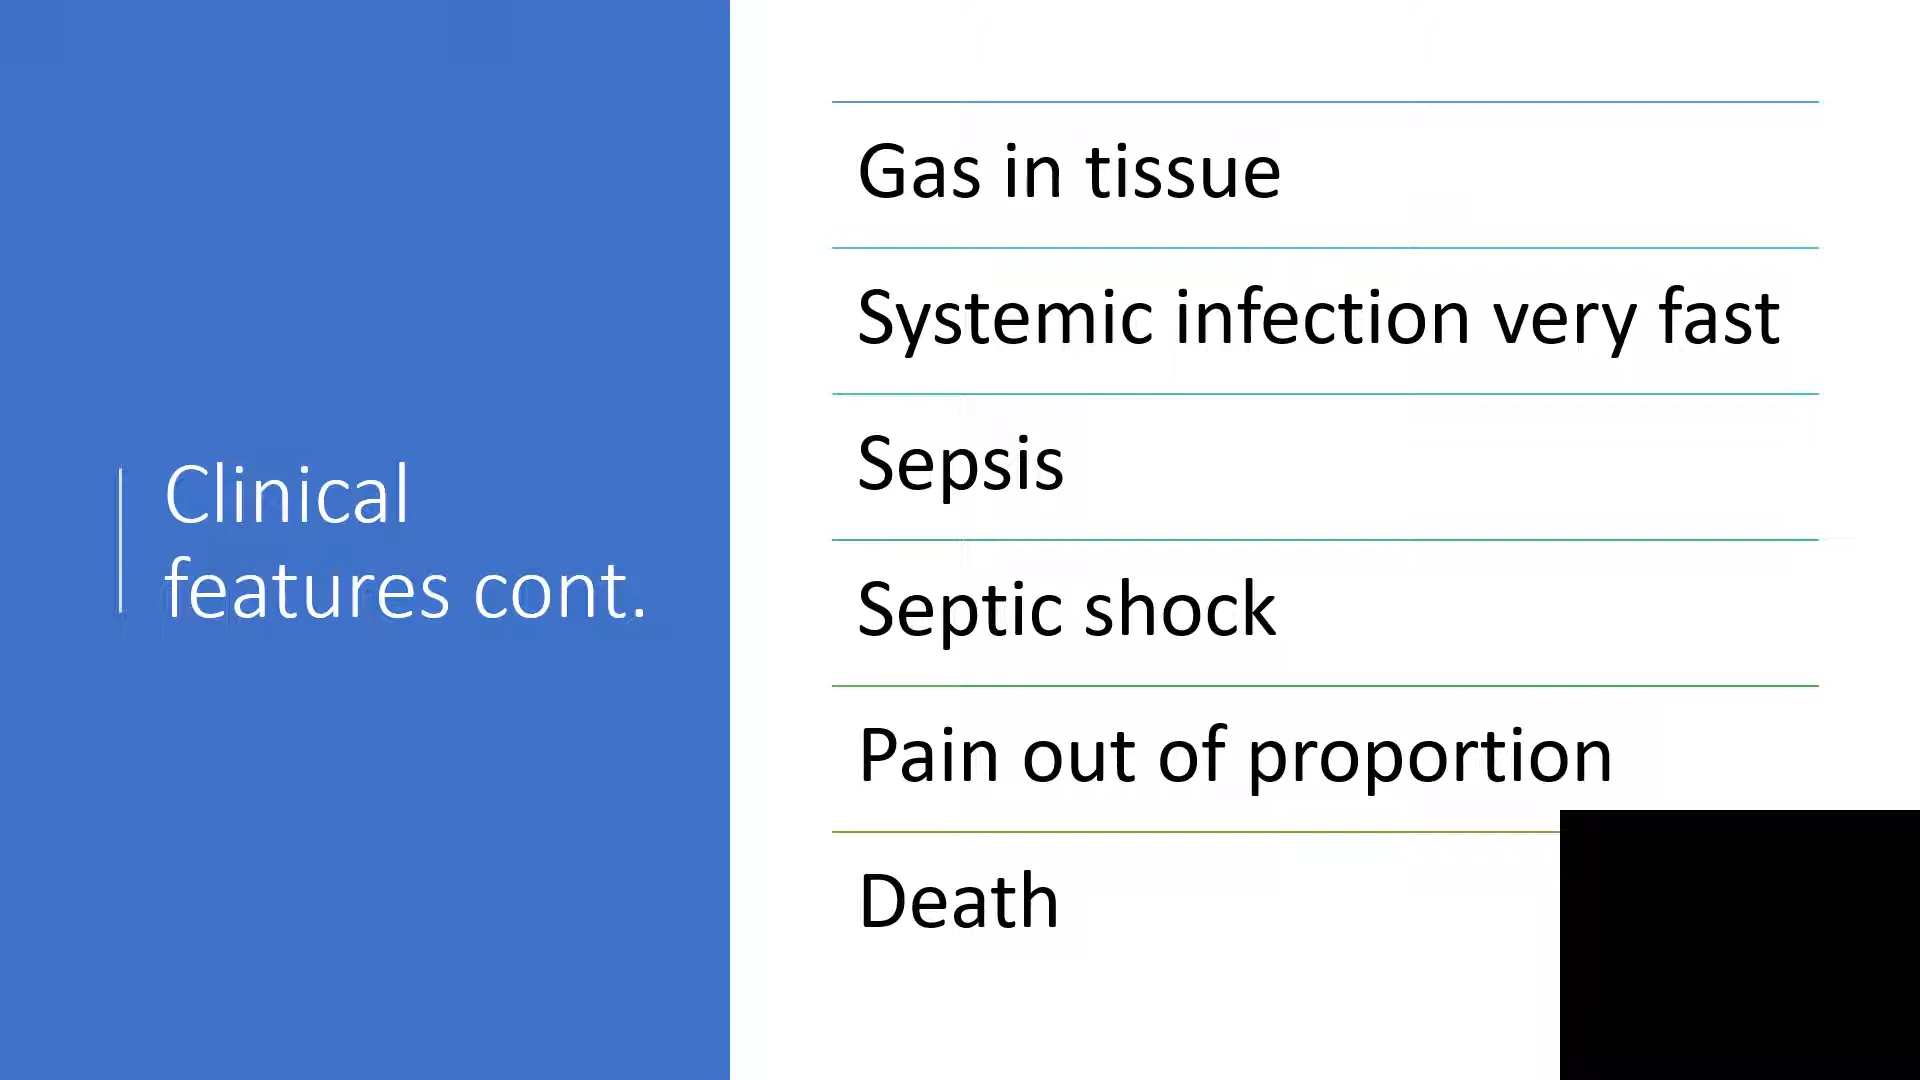 Clinical
features cont.
Gas in tissue
Systemic infection very fast
Sepsis
Septic shock
Pain out of proportion
Death